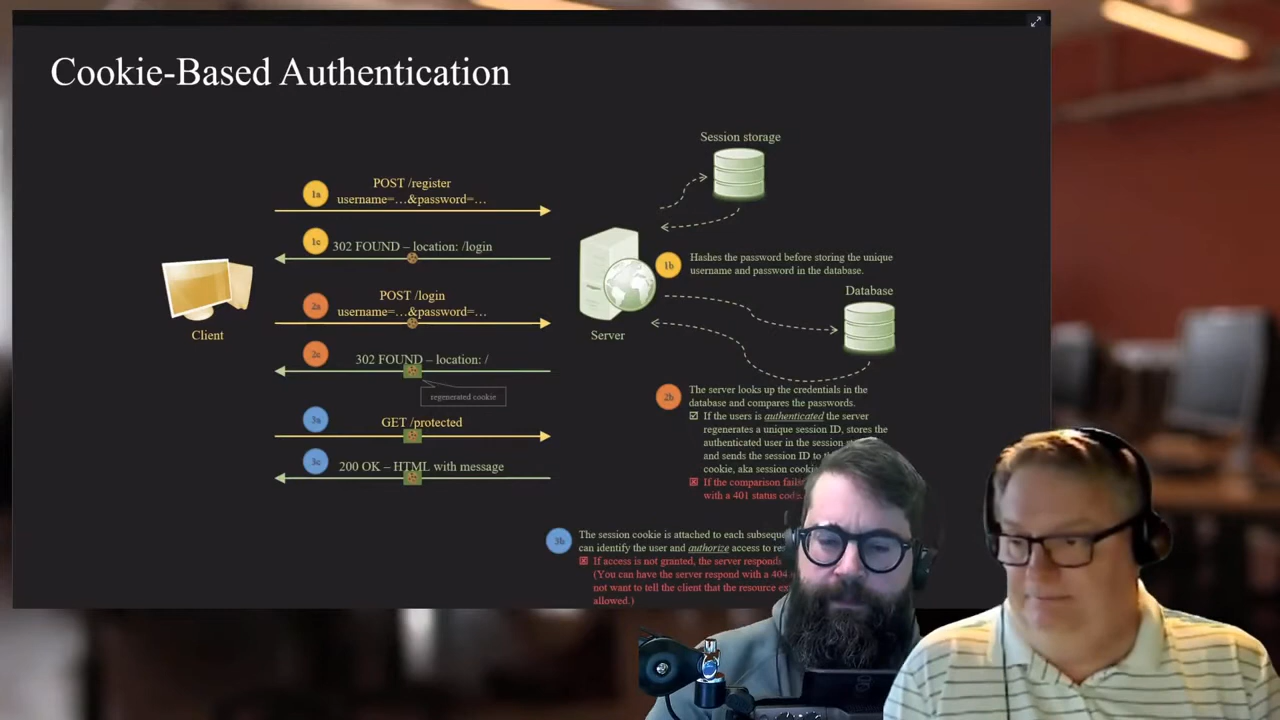 Cookie-Based Authentication
Session storage
1a
POST /register
username=…&password=…
1c
302 FOUND – location: /login
1b
Hashes the password before storing the unique
username and password in the database.
Database
2a
POST /login
username=…&password=…
Client
Server
2c
302 FOUND – location: /
regenerated cookie
2b
The server looks up the credentials in the
database and compares the passwords.
If the users is authenticated the server
regenerates a unique session ID, stores the
authenticated user in the session
and sends the session ID to
cookie, aka session
If the comparison fails
with a 401 status code
3a
GET /protected
3c
200 OK – HTML with message
3b
The session cookie is attached to each
can identify the user and authorize access to
If access is not granted, the server responds
(You can have the server respond with a 404
not want to tell the client that the resource
allowed.)